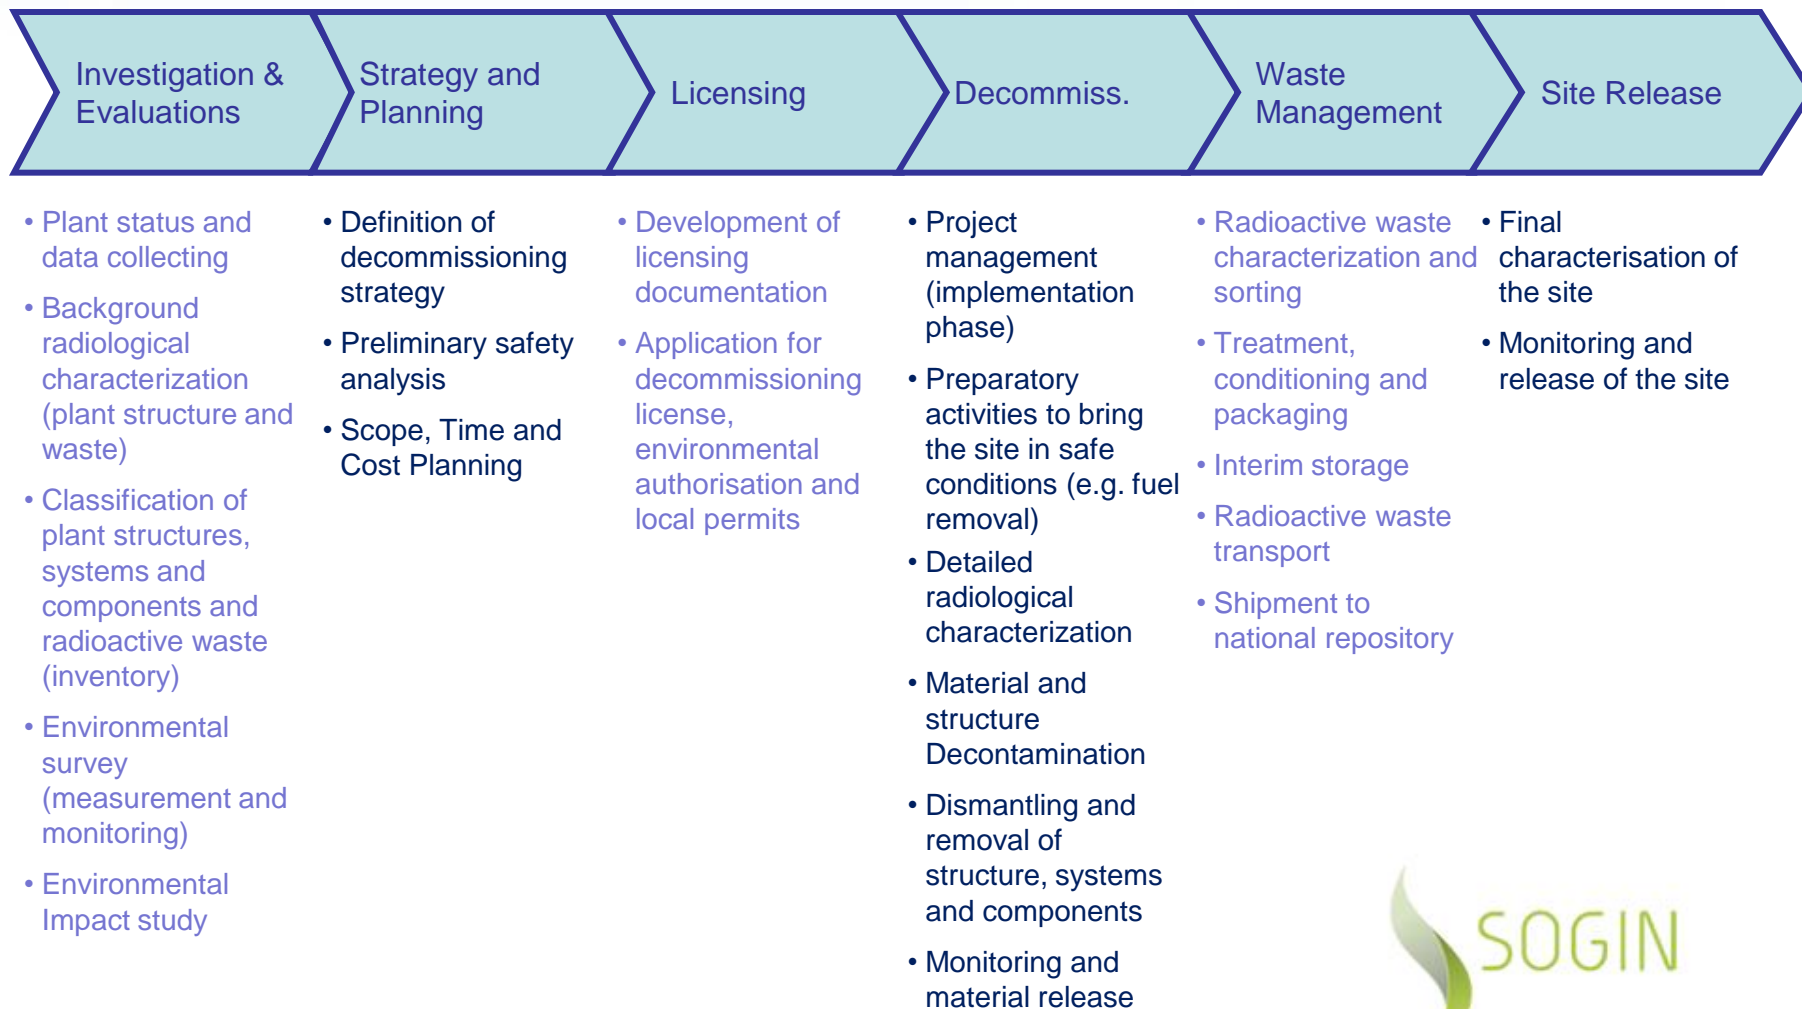 Investigation &
Evaluations
Strategy and
Planning
Licensing
Decommiss.
Waste
Management
Site Release
• Plant status and
data collecting
• Background
radiological
characterization
(plant structure and
waste)
• Classification of
plant structures,
systems and
components and
radioactive waste
(inventory)
• Environmental
survey
(measurement and
monitoring)
• Environmental
Impact study
• Definition of
decommissioning
strategy
• Preliminary safety
analysis
• Scope, Time and
Cost Planning
• Development of
licensing
documentation
• Application for
decommissioning
license,
environmental
authorisation and
local permits
• Project
management
(implementation
phase)
• Preparatory
activities to bring
the site in safe
conditions (e.g. fuel
removal)
• Detailed
radiological
characterization
• Material and
structure
Decontamination
• Dismantling and
removal of
structure, systems
and components
• Monitoring and
material release
• Radioactive waste
characterization and
sorting
• Treatment,
conditioning and
packaging
• Interim storage
• Radioactive waste
transport
• Shipment to
national repository
• Final
characterisation of
the site
• Monitoring and
release of the site
SOGIN